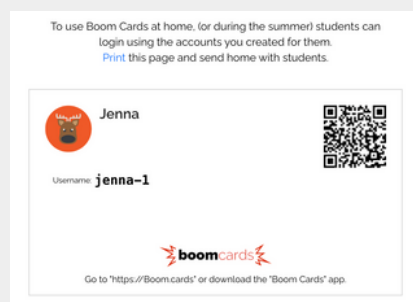 To use Boom Cards at home, (or during the summer) students can
login using the accounts you created for them.
Print this page and send home with students.
Jenna
Username: jenna-1
boomcards
Go to "https://Boom.cards" or download the "Boom Cards" app.